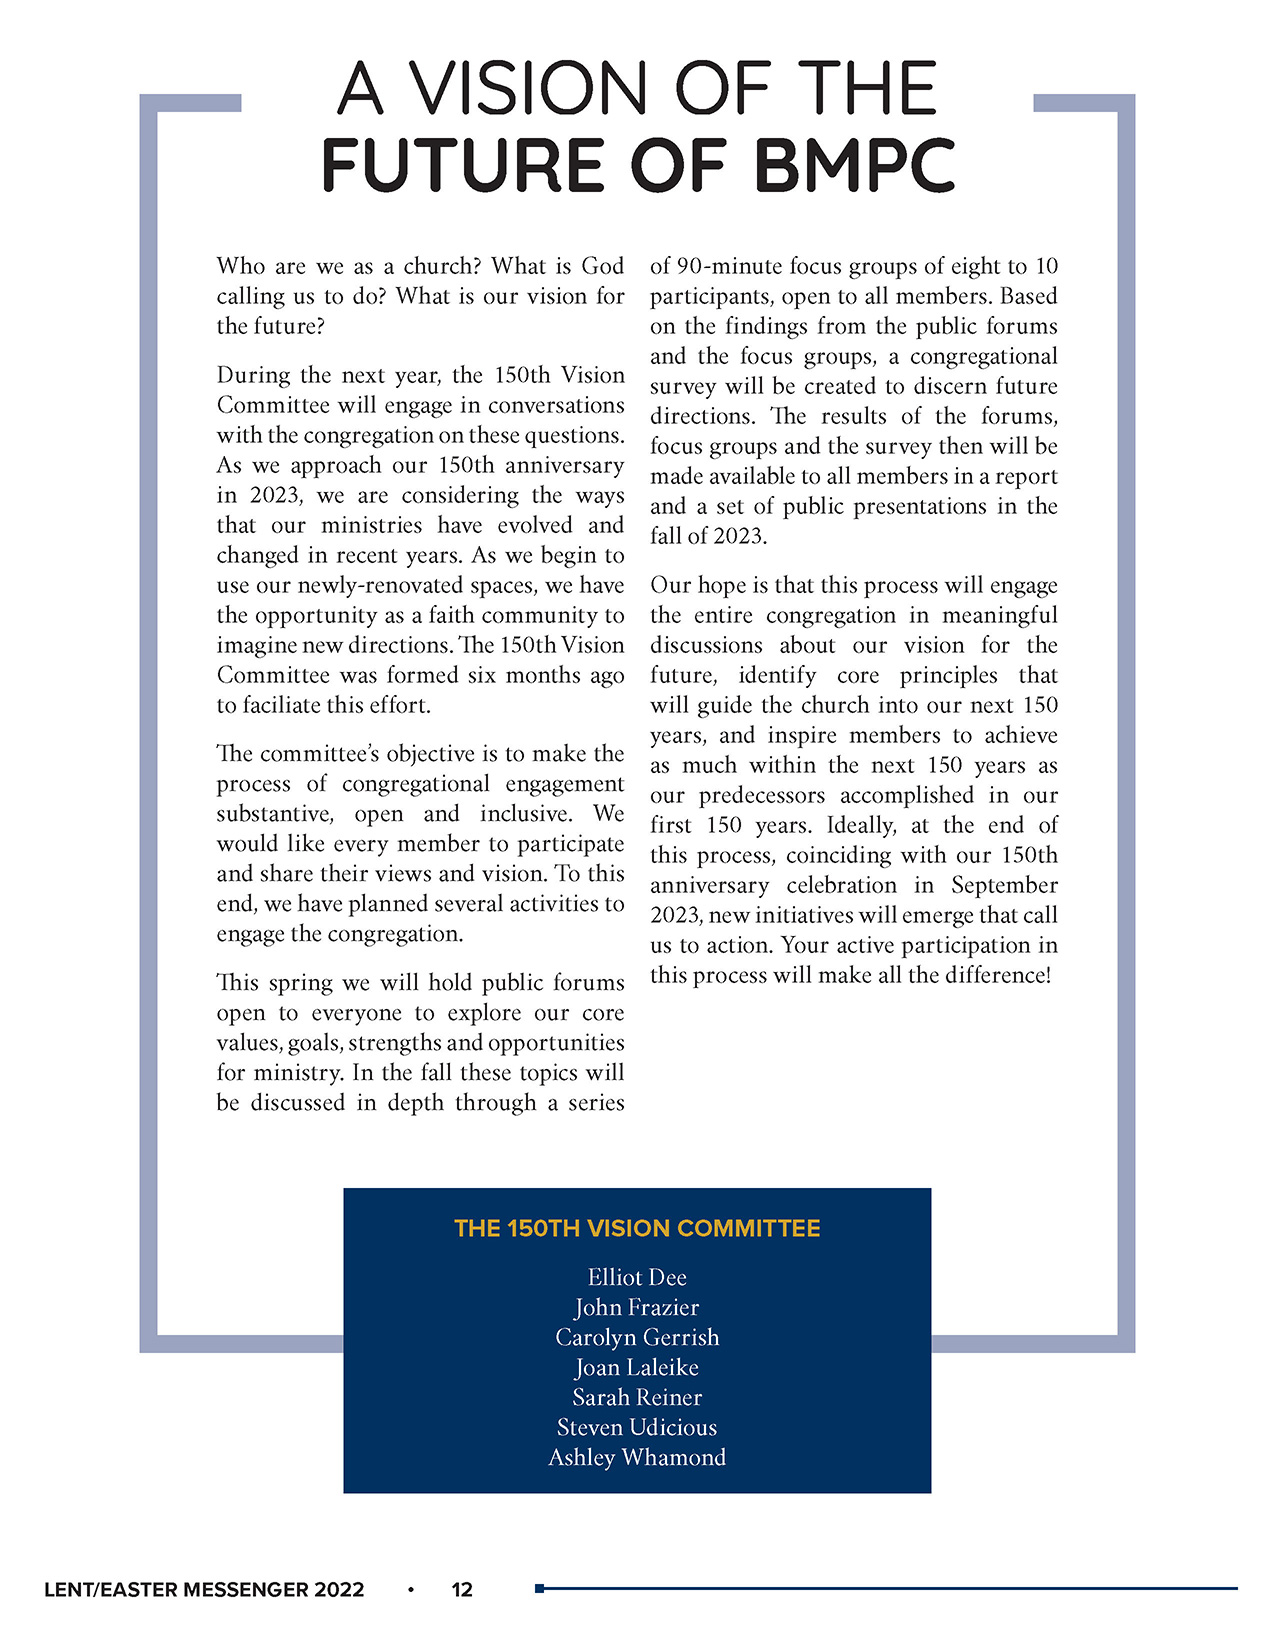 A VISION OF THE
FUTURE OF BMPC
Who are we as a church? What is God
calling us to do? What is our vision for
the future?
During the next year, the 150th Vision
Committee will engage in conversations
with the congregation on these questions.
As we approach our 150th anniversary
in 2023, we are considering the ways
that our ministries have evolved and
changed in recent years. As we begin to
use our newly-renovated spaces, we have
the opportunity as a faith community to
imagine new directions. The 150th Vision
Committee was formed six months ago
to faciliate this effort.
The committee’s objective is to make the
process of congregational engagement
substantive, open and inclusive. We
would like every member to participate
and share their views and vision. To this
end, we have planned several activities to
engage the congregation.
This spring we will hold public forums
open to everyone to explore our core
values, goals, strengths and opportunities
for ministry. In the fall these topics will
be discussed in depth through a series
of 90-minute focus groups of eight to 10
participants, open to all members. Based
on the findings from the public forums
and the focus groups, a congregational
survey will be created to discern future
directions. The results of the forums,
focus groups and the survey then will be
made available to all members in a report
and a set of public presentations in the
fall of 2023.
Our hope is that this process will engage
the entire congregation in meaningful
discussions about our vision for the
future, identify core principles that
will guide the church into our next 150
years, and inspire members to achieve
as much within the next 150 years as
our predecessors accomplished in our
first 150 years. Ideally, at the end of
this process, coinciding with our 150th
anniversary celebration in September
2023, new initiatives will emerge that call
us to action. Your active participation in
this process will make all the difference!
THE 150TH VISION COMMITTEE
Elliot Dee
John Frazier
Carolyn Gerrish
Joan Laleike
Sarah Reiner
Steven Udicious
Ashley Whamond
LENT/EASTER MESSENGER 2022 • 12